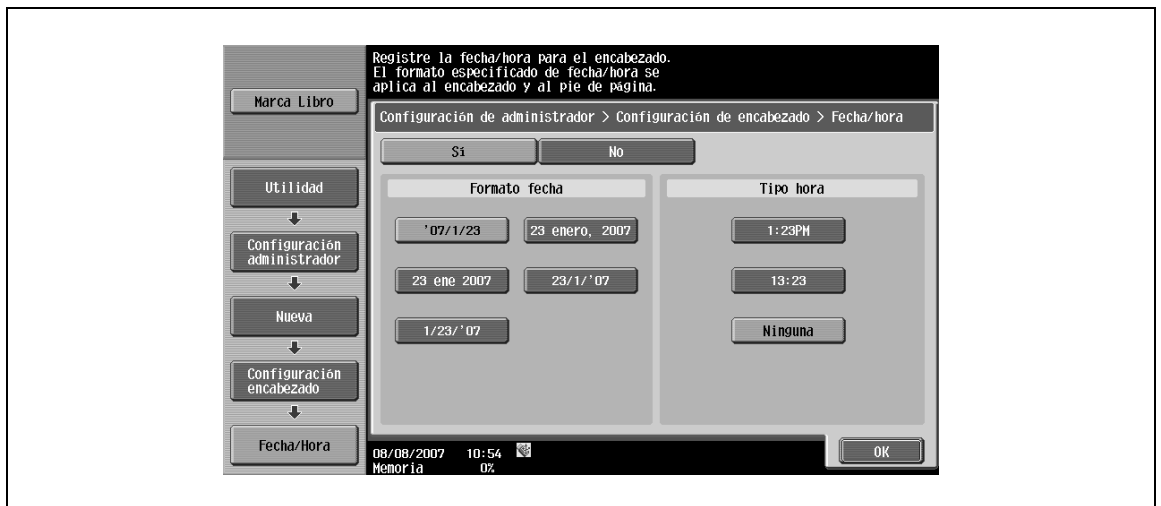 Registre la fecha/hora para el encabezado.
El formato especificado de fecha/hora se
aplica al encabezado y al pie de página.
Marca Libro
Configuración de administrador > Configuración de encabezado > Fecha/hora
Sí No
Utilidad
Formato fecha Tipo hora
'07/1/23 23 enero, 2007 1:23PM
Configuración
administrador
23 ene 2007 23/1/'07 13:23
Nueva
1/23/'07 Ninguna
Configuración
encabezado
Fecha/Hora
OK
08/08/2007 10:54
Memoria 0%